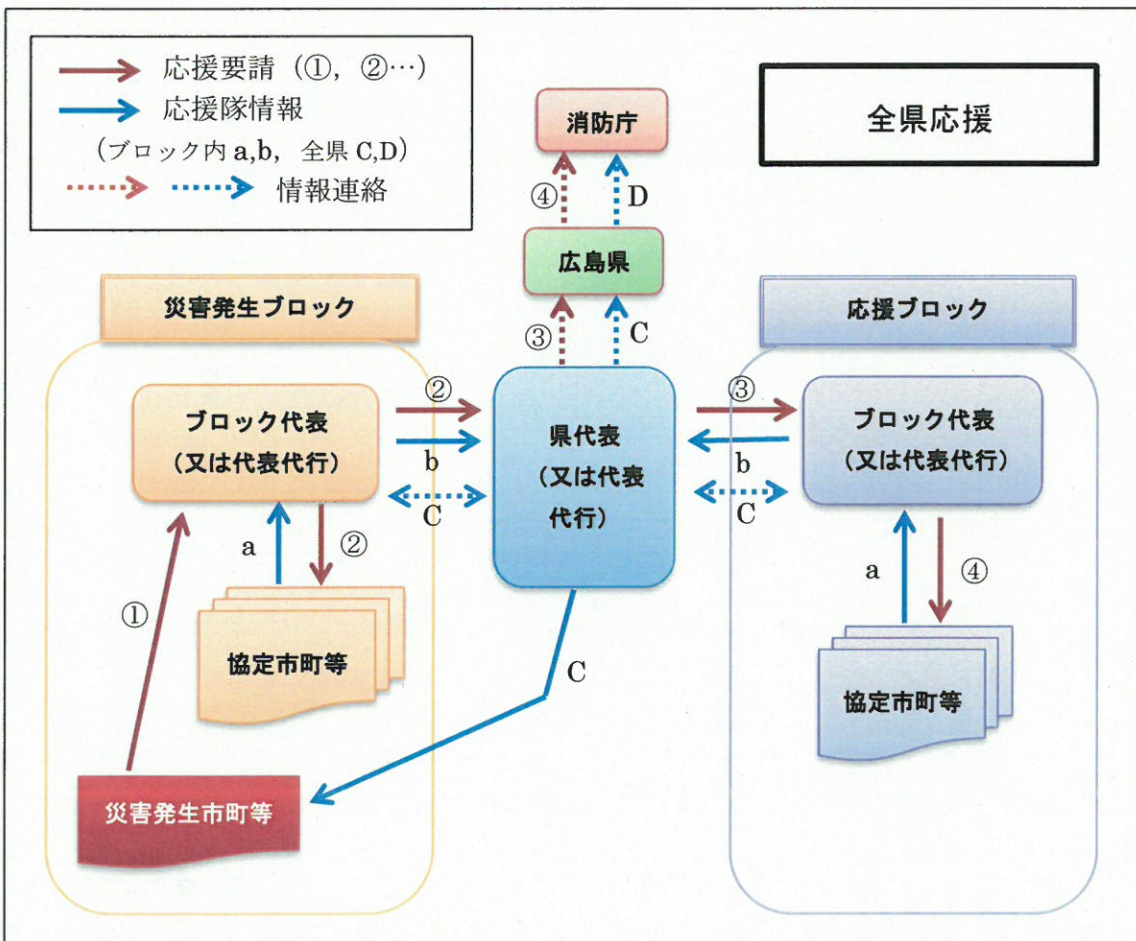 応援要請（①，②…）
応援隊情報
（ブロック内 a,b， 全県 C,D）
情報連絡
全県応援
消防庁
④
D
広島県
③
C
災害発生ブロック
応援ブロック
ブロック代表
（又は代表代行）
②
b
C
県代表
（又は代表
代行）
③
b
C
ブロック代表
（又は代表代行）
a
②
①
協定市町等
C
a
④
協定市町等
災害発生市町等